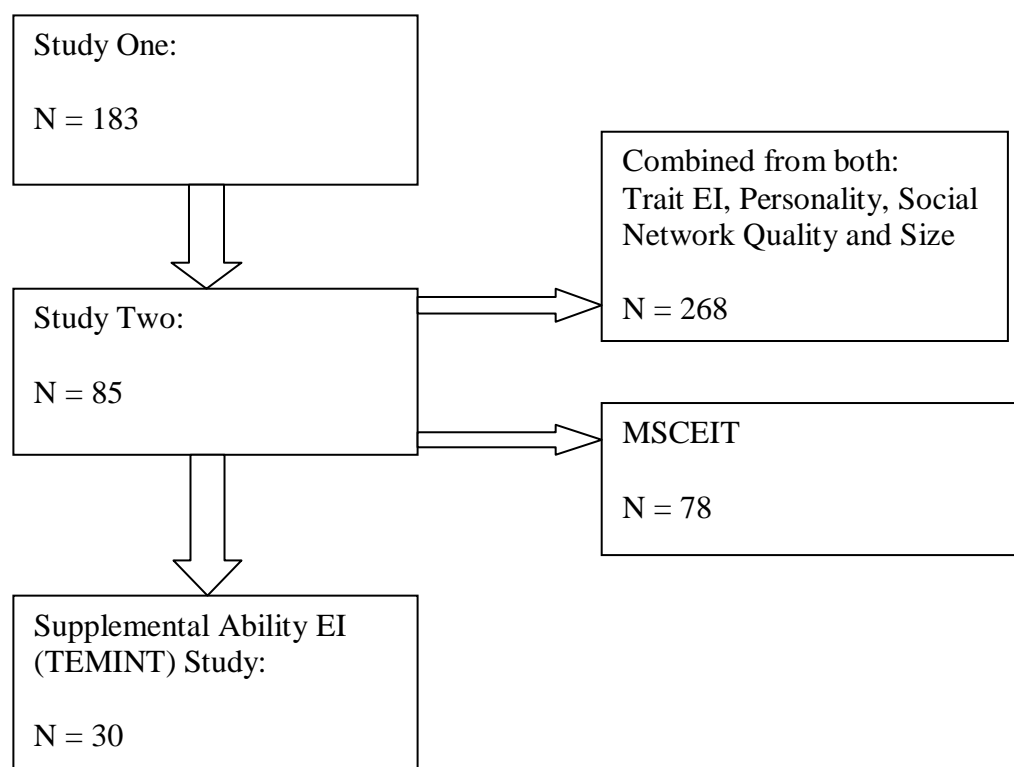 Study One:
N = 183
Combined from both:
Trait EI, Personality, Social
Network Quality and Size
N = 268
Study Two:
N = 85
MSCEIT
N = 78
Supplemental Ability EI
(TEMINT) Study:
N = 30